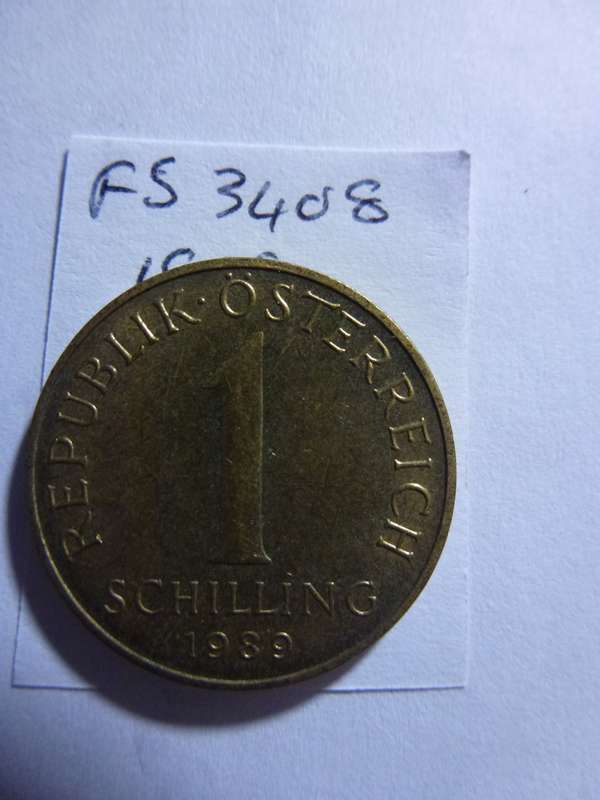 FS 3408
REPUBLIK · ÖSTERREICH
1
SCHILLING
1989